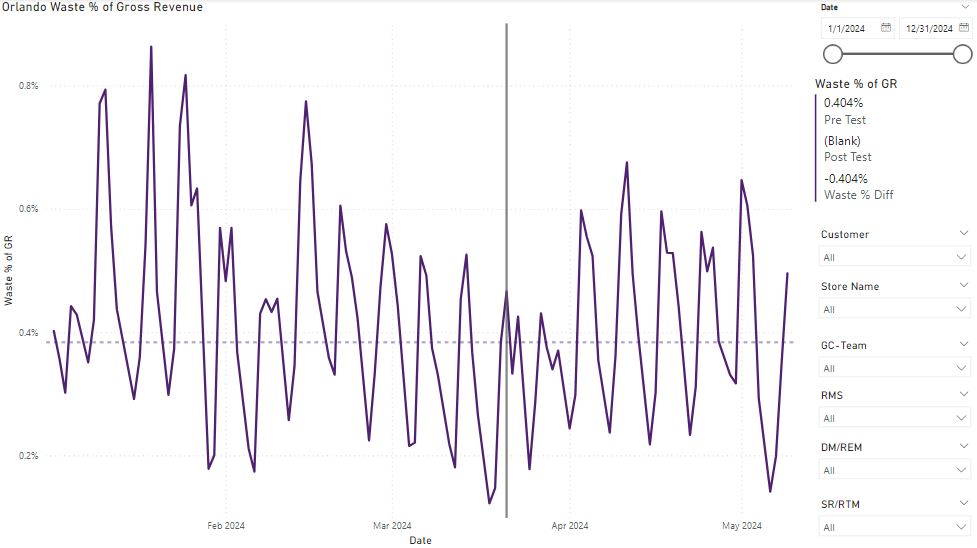 Orlando Waste % of Gross Revenue
Waste % of GR
0.8%
0.6%
0.4%
0.2%
Feb 2024
Mar 2024
Apr 2024
May 2024
Date
Date
1/1/2024
12/31/2024
Waste % of GR
0.404%
Pre Test
(Blank)
Post Test
-0.404%
Waste % Diff
Customer
All
Store Name
All
GC-Team
All
RMS
All
DM/REM
All
SR/RTM
All